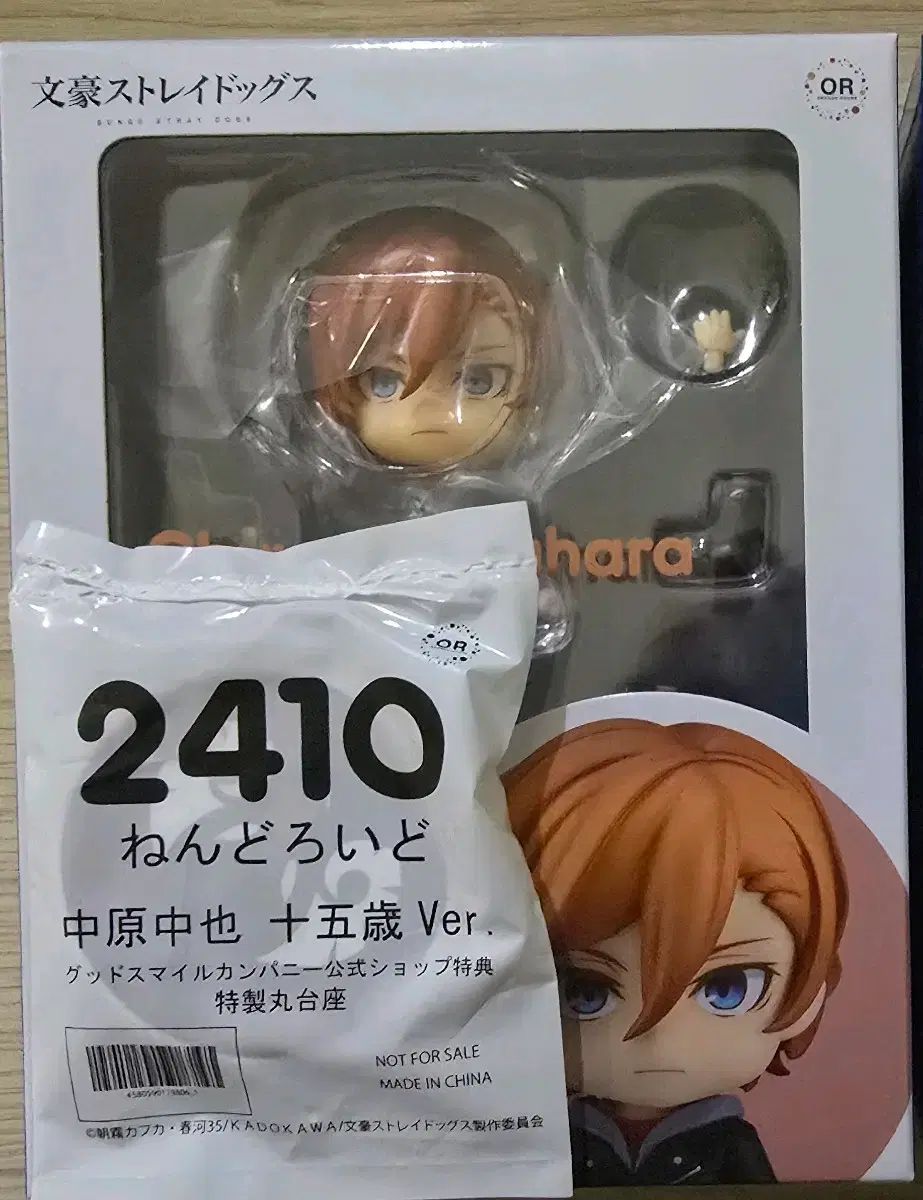 文豪ストレイドッグス
BUNGO STRAY DOGS
OR
ahara
OR
2410
ねんどろいど
中原中也 十五歳 Ver.
グッドスマイルカンパニー公式ショップ特典
特製丸台座
NOT FOR SALE
MADE IN CHINA
©朝霧カフカ・春河35/KADOKAWA/文豪ストレイドッグス製作委員会